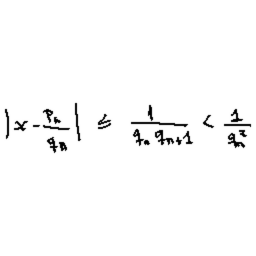 |x - pₙ/qₙ| ≤ 1/(qₙ qₙ₊₁) < 1/qₙ²